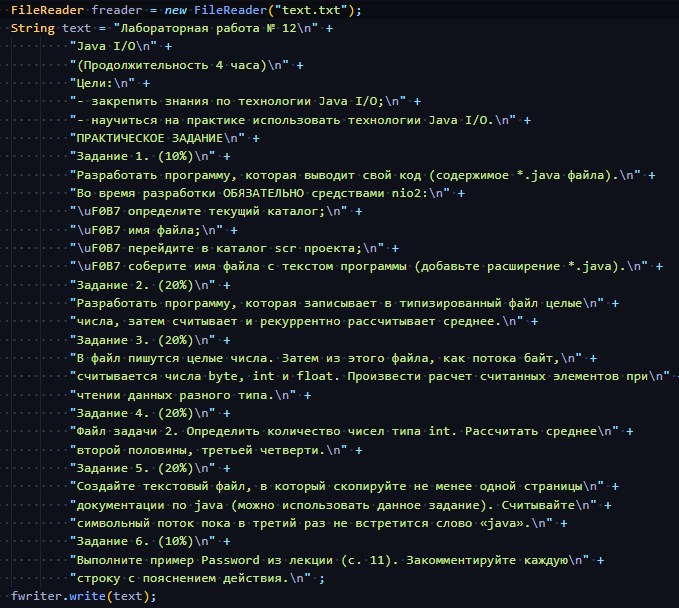 FileReader freader = new FileReader("text.txt");
String text = "Лабораторная работа № 12\n" +
"Java I/O\n" +
"(Продолжительность 4 часа)\n" +
"Цели:\n" +
"- закрепить знания по технологии Java I/O;\n" +
"- научиться на практике использовать технологии Java I/O.\n" +
"ПРАКТИЧЕСКОЕ ЗАДАНИЕ\n" +
"Задание 1. (10%)\n" +
"Разработать программу, которая выводит свой код (содержимое *.java файла).\n" +
"Во время разработки ОБЯЗАТЕЛЬНО средствами nio2:\n" +
"\uF0B7 определите текущий каталог;\n" +
"\uF0B7 имя файла;\n" +
"\uF0B7 перейдите в каталог scr проекта;\n" +
"\uF0B7 соберите имя файла с текстом программы (добавьте расширение *.java).\n" +
"Задание 2. (20%)\n" +
"Разработать программу, которая записывает в типизированный файл целые\n" +
"числа, затем считывает и рекуррентно рассчитывает среднее.\n" +
"Задание 3. (20%)\n" +
"В файл пишутся целые числа. Затем из этого файла, как потока байт,\n" +
"считывается числа byte, int и float. Произвести расчет считанных элементов при\n" +
"чтении данных разного типа.\n" +
"Задание 4. (20%)\n" +
"Файл задачи 2. Определить количество чисел типа int. Рассчитать среднее\n" +
"второй половины, третьей четверти.\n" +
"Задание 5. (20%)\n" +
"Создайте текстовый файл, в который скопируйте не менее одной страницы\n" +
"документации по java (можно использовать данное задание). Считывайте\n" +
"символьный поток пока в третий раз не встретится слово «java».\n" +
"Задание 6. (10%)\n" +
"Выполните пример Password из лекции (с. 11). Закомментируйте каждую\n" +
"строку с пояснением действия.\n" ;
fwriter.write(text);